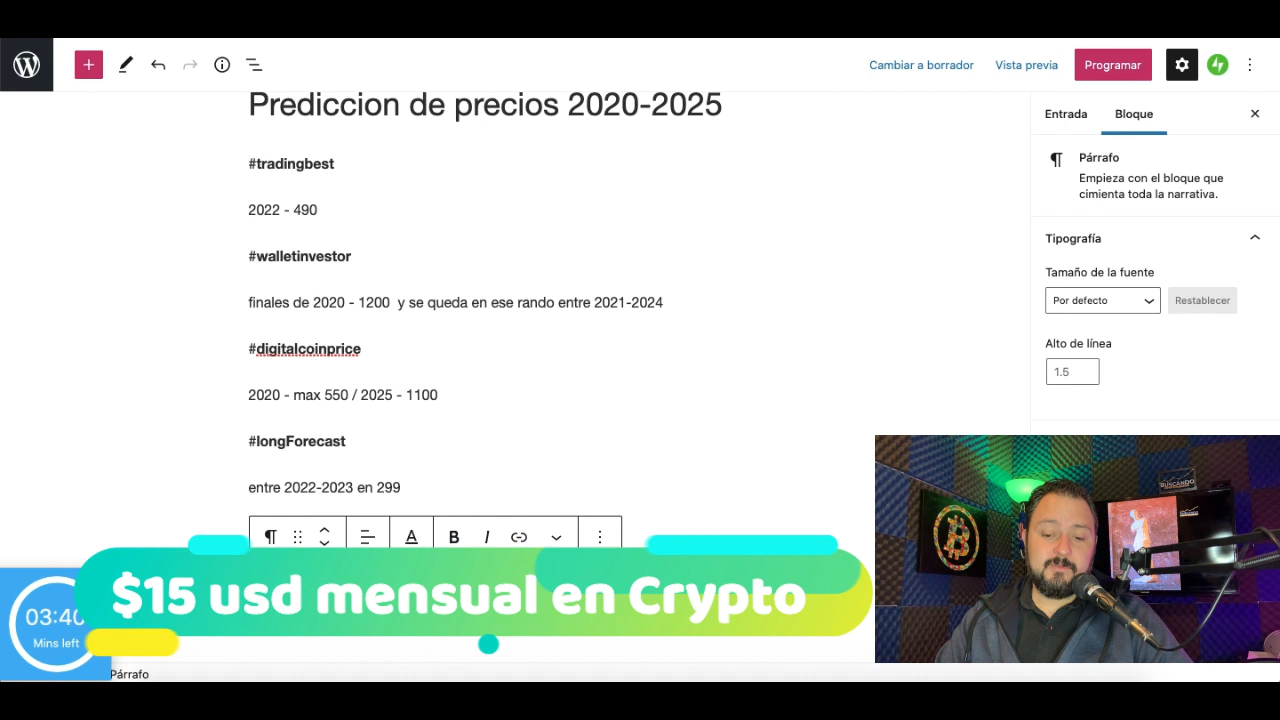 Cambiar a borrador
Vista previa
Programar
Prediccion de precios 2020-2025
#tradingbest
2022 - 490
#walletinvestor
finales de 2020 - 1200 y se queda en ese rando entre 2021-2024
#digitalcoinprice
2020 - max 550 / 2025 - 1100
#longForecast
entre 2022-2023 en 299
A B I
Entrada
Bloque
Párrafo
Empieza con el bloque que
cimienta toda la narrativa.
Tipografía
Tamaño de la fuente
Por defecto
Restablecer
Alto de línea
1.5
BUSCANDO
$15 usd mensual en Crypto
03:40
Mins left
Párrafo